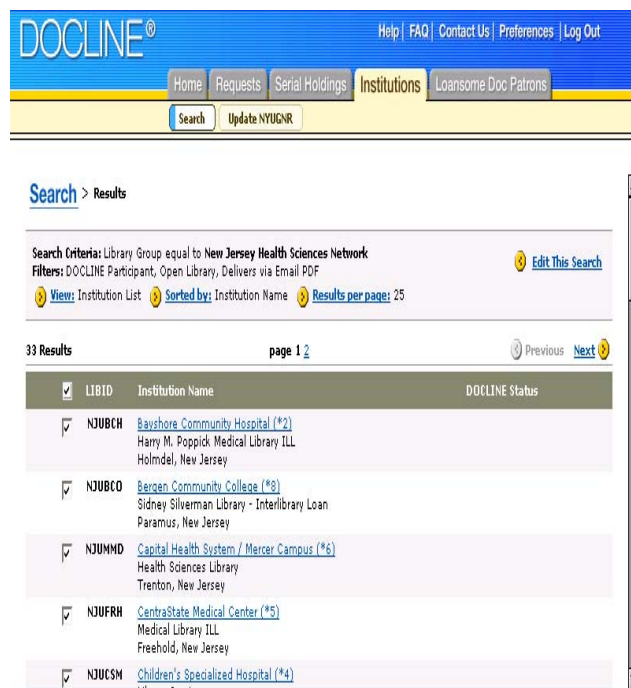 DOCLINE®
Help | FAQ | Contact Us | Preferences | Log Out
Home Requests Serial Holdings Institutions Loansome Doc Patrons
Search Update NYUGNR
Search > Results
Search Criteria: Library Group equal to New Jersey Health Sciences Network
Filters: DOCLINE Participant, Open Library, Delivers via Email PDF
Edit This Search
View: Institution List Sorted by: Institution Name Results per page: 25
33 Results page 1 2 Previous Next
LIBID Institution Name DOCLINE Status
NJUBCH Bayshore Community Hospital (*2)
Harry M. Poppick Medical Library ILL
Holmdel, New Jersey
NJUBCO Bergen Community College (*8)
Sidney Silverman Library - Interlibrary Loan
Paramus, New Jersey
NJUMMD Capital Health System / Mercer Campus (*6)
Health Sciences Library
Trenton, New Jersey
NJUFRH CentraState Medical Center (*5)
Medical Library ILL
Freehold, New Jersey
NJUCSM Children's Specialized Hospital (*4)